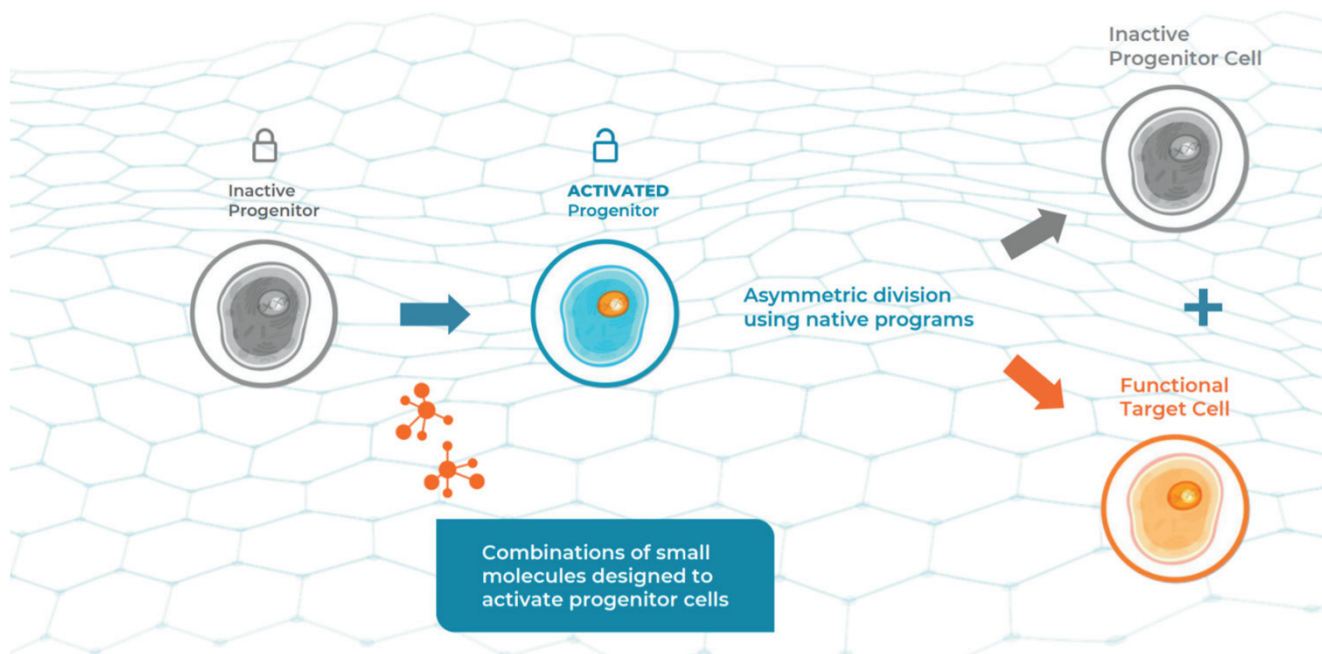 Inactive
Progenitor
ACTIVATED
Progenitor
Combinations of small
molecules designed to
activate progenitor cells
Asymmetric division
using native programs
Inactive
Progenitor Cell
Functional
Target Cell